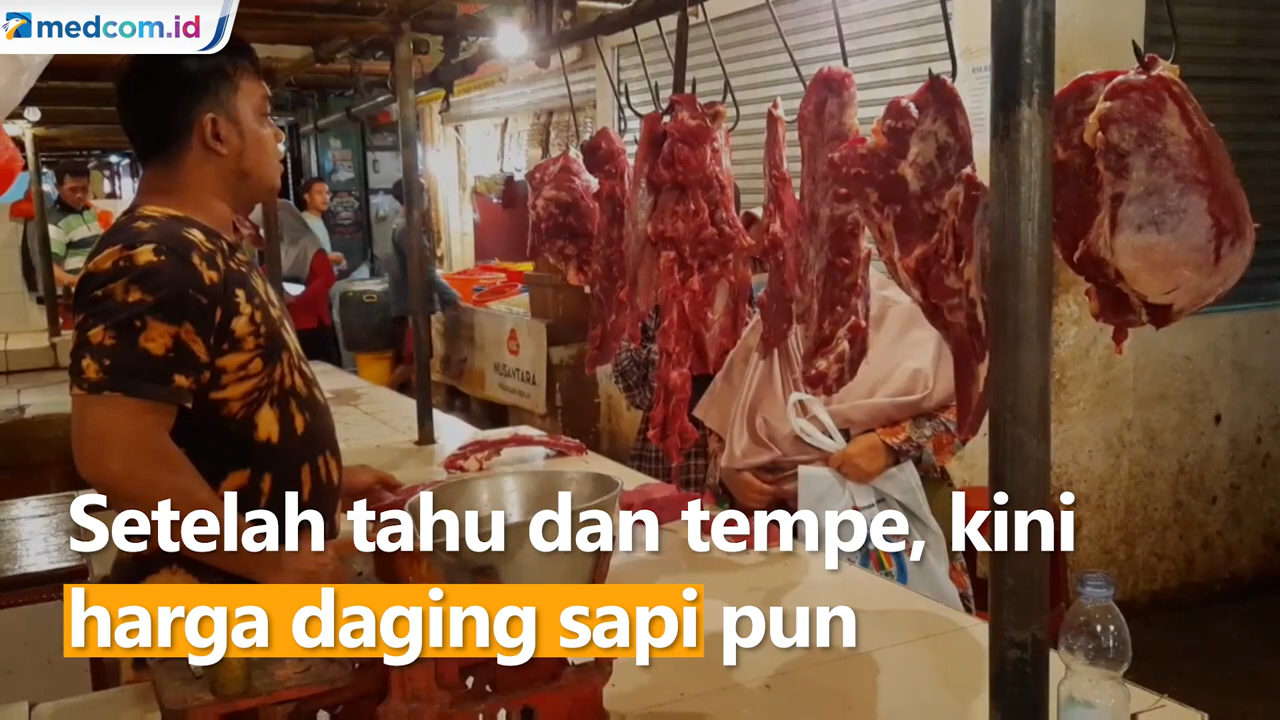 medcom.id
NUSANTARA
Setelah tahu dan tempe, kini
harga daging sapi pun